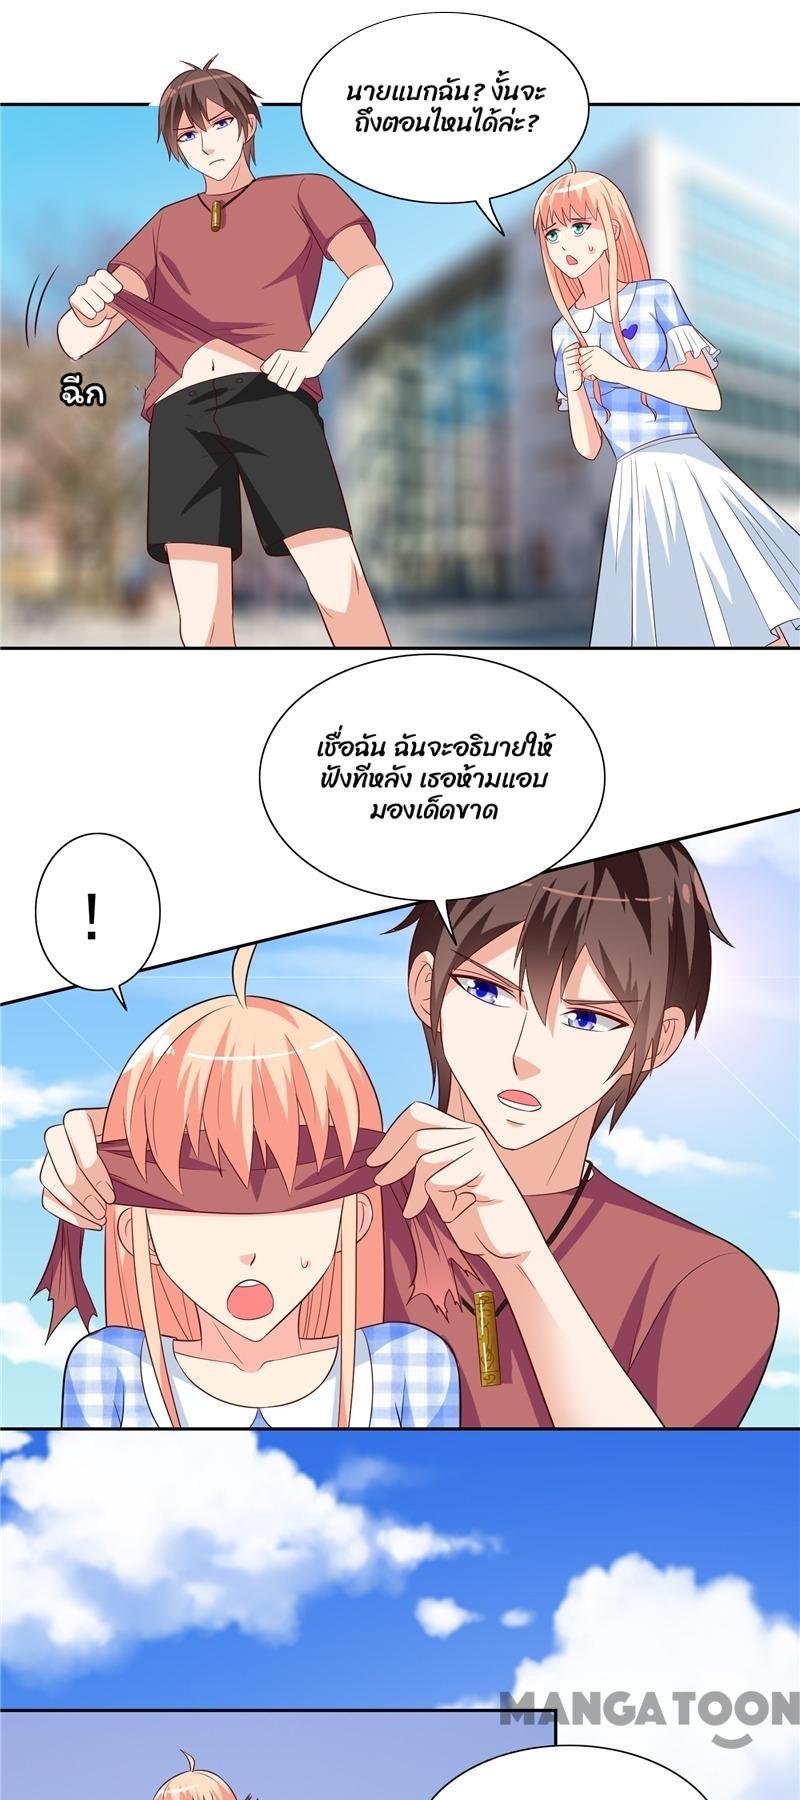 นายแบกฉัน? งั้นจะ
ถึงตอนไหนได้ล่ะ?
ฉีก
เชื่อฉัน ฉันจะอธิบายให้
ฟังทีหลัง เธอห้ามแอบ
มองเด็ดขาด
!
MANGATOON